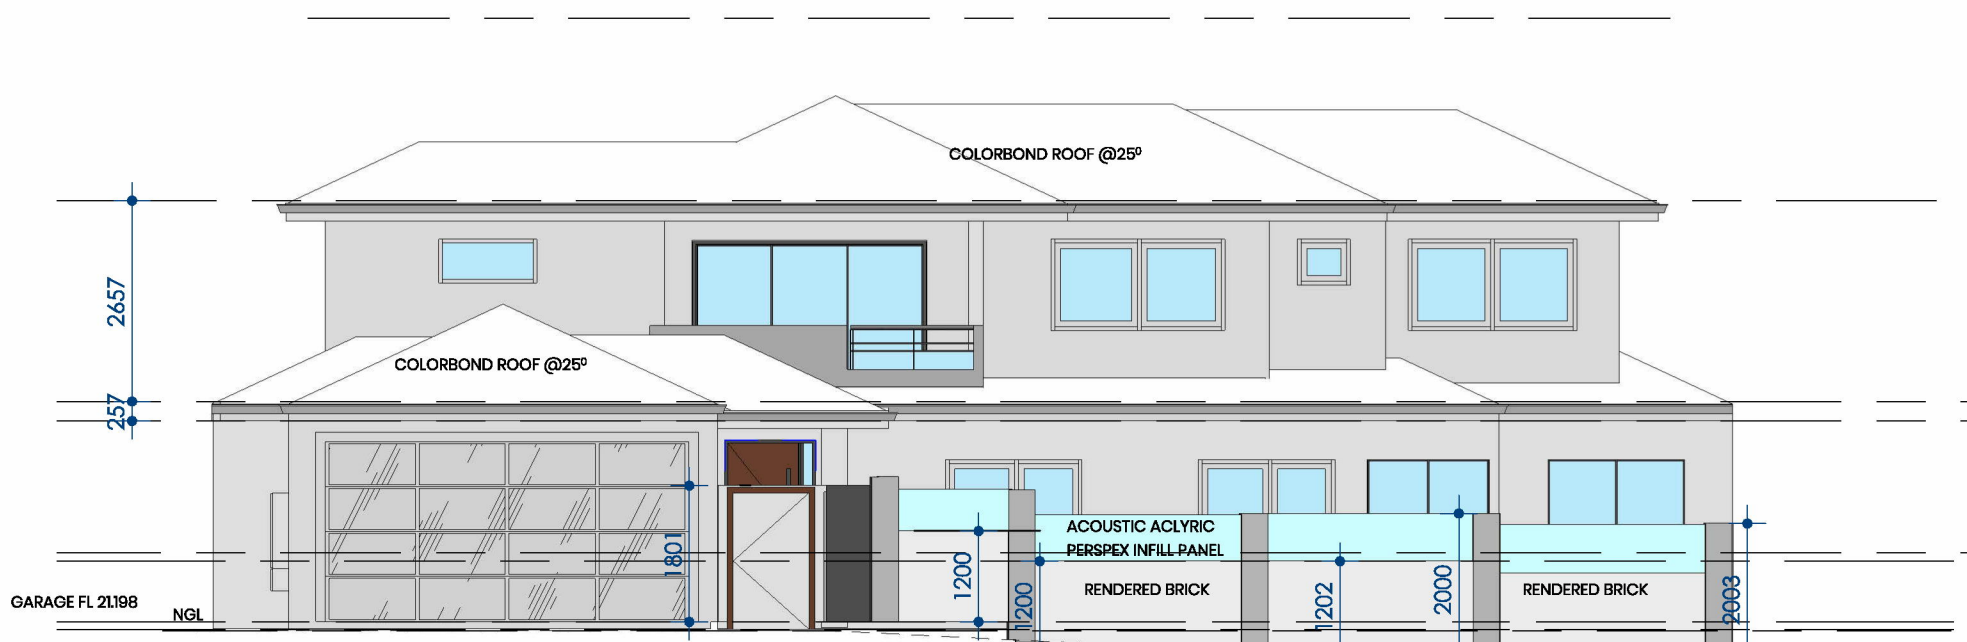 COLORBOND ROOF @25⁰
2657
COLORBOND ROOF @25⁰
257
1801
ACOUSTIC ACLYRIC
PERSPEX INFILL PANEL
1200
1200
RENDERED BRICK
1202
2000
RENDERED BRICK
2003
GARAGE FL 21.198
NGL